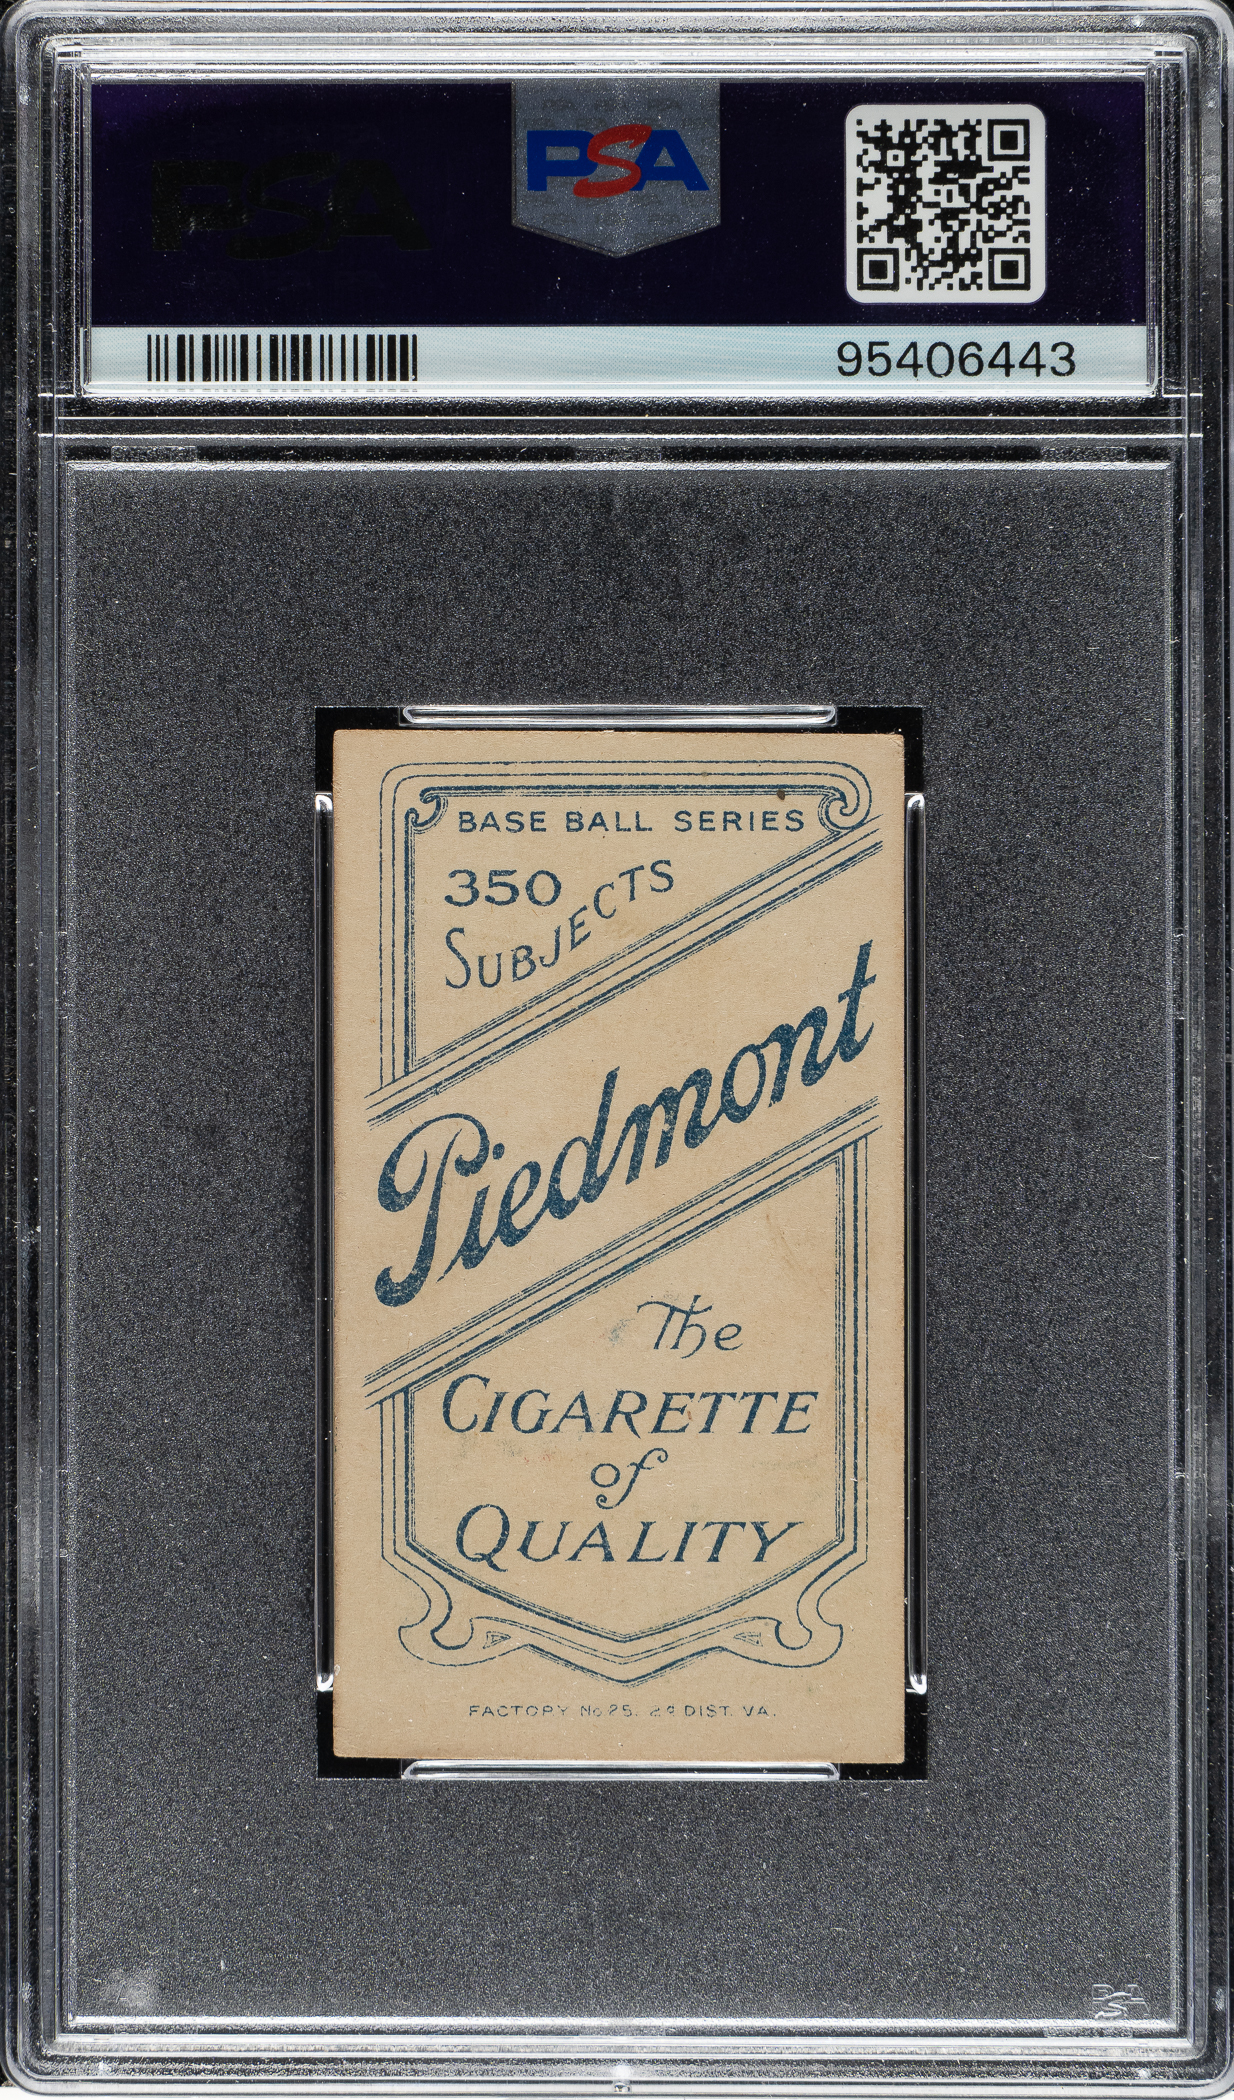 PSA
PSA
95406443
BASE BALL SERIES
350
SUBJECTS
Piedmont
The
CIGARETTE
of
QUALITY
FACTORY No 25. 2d DIST. VA.